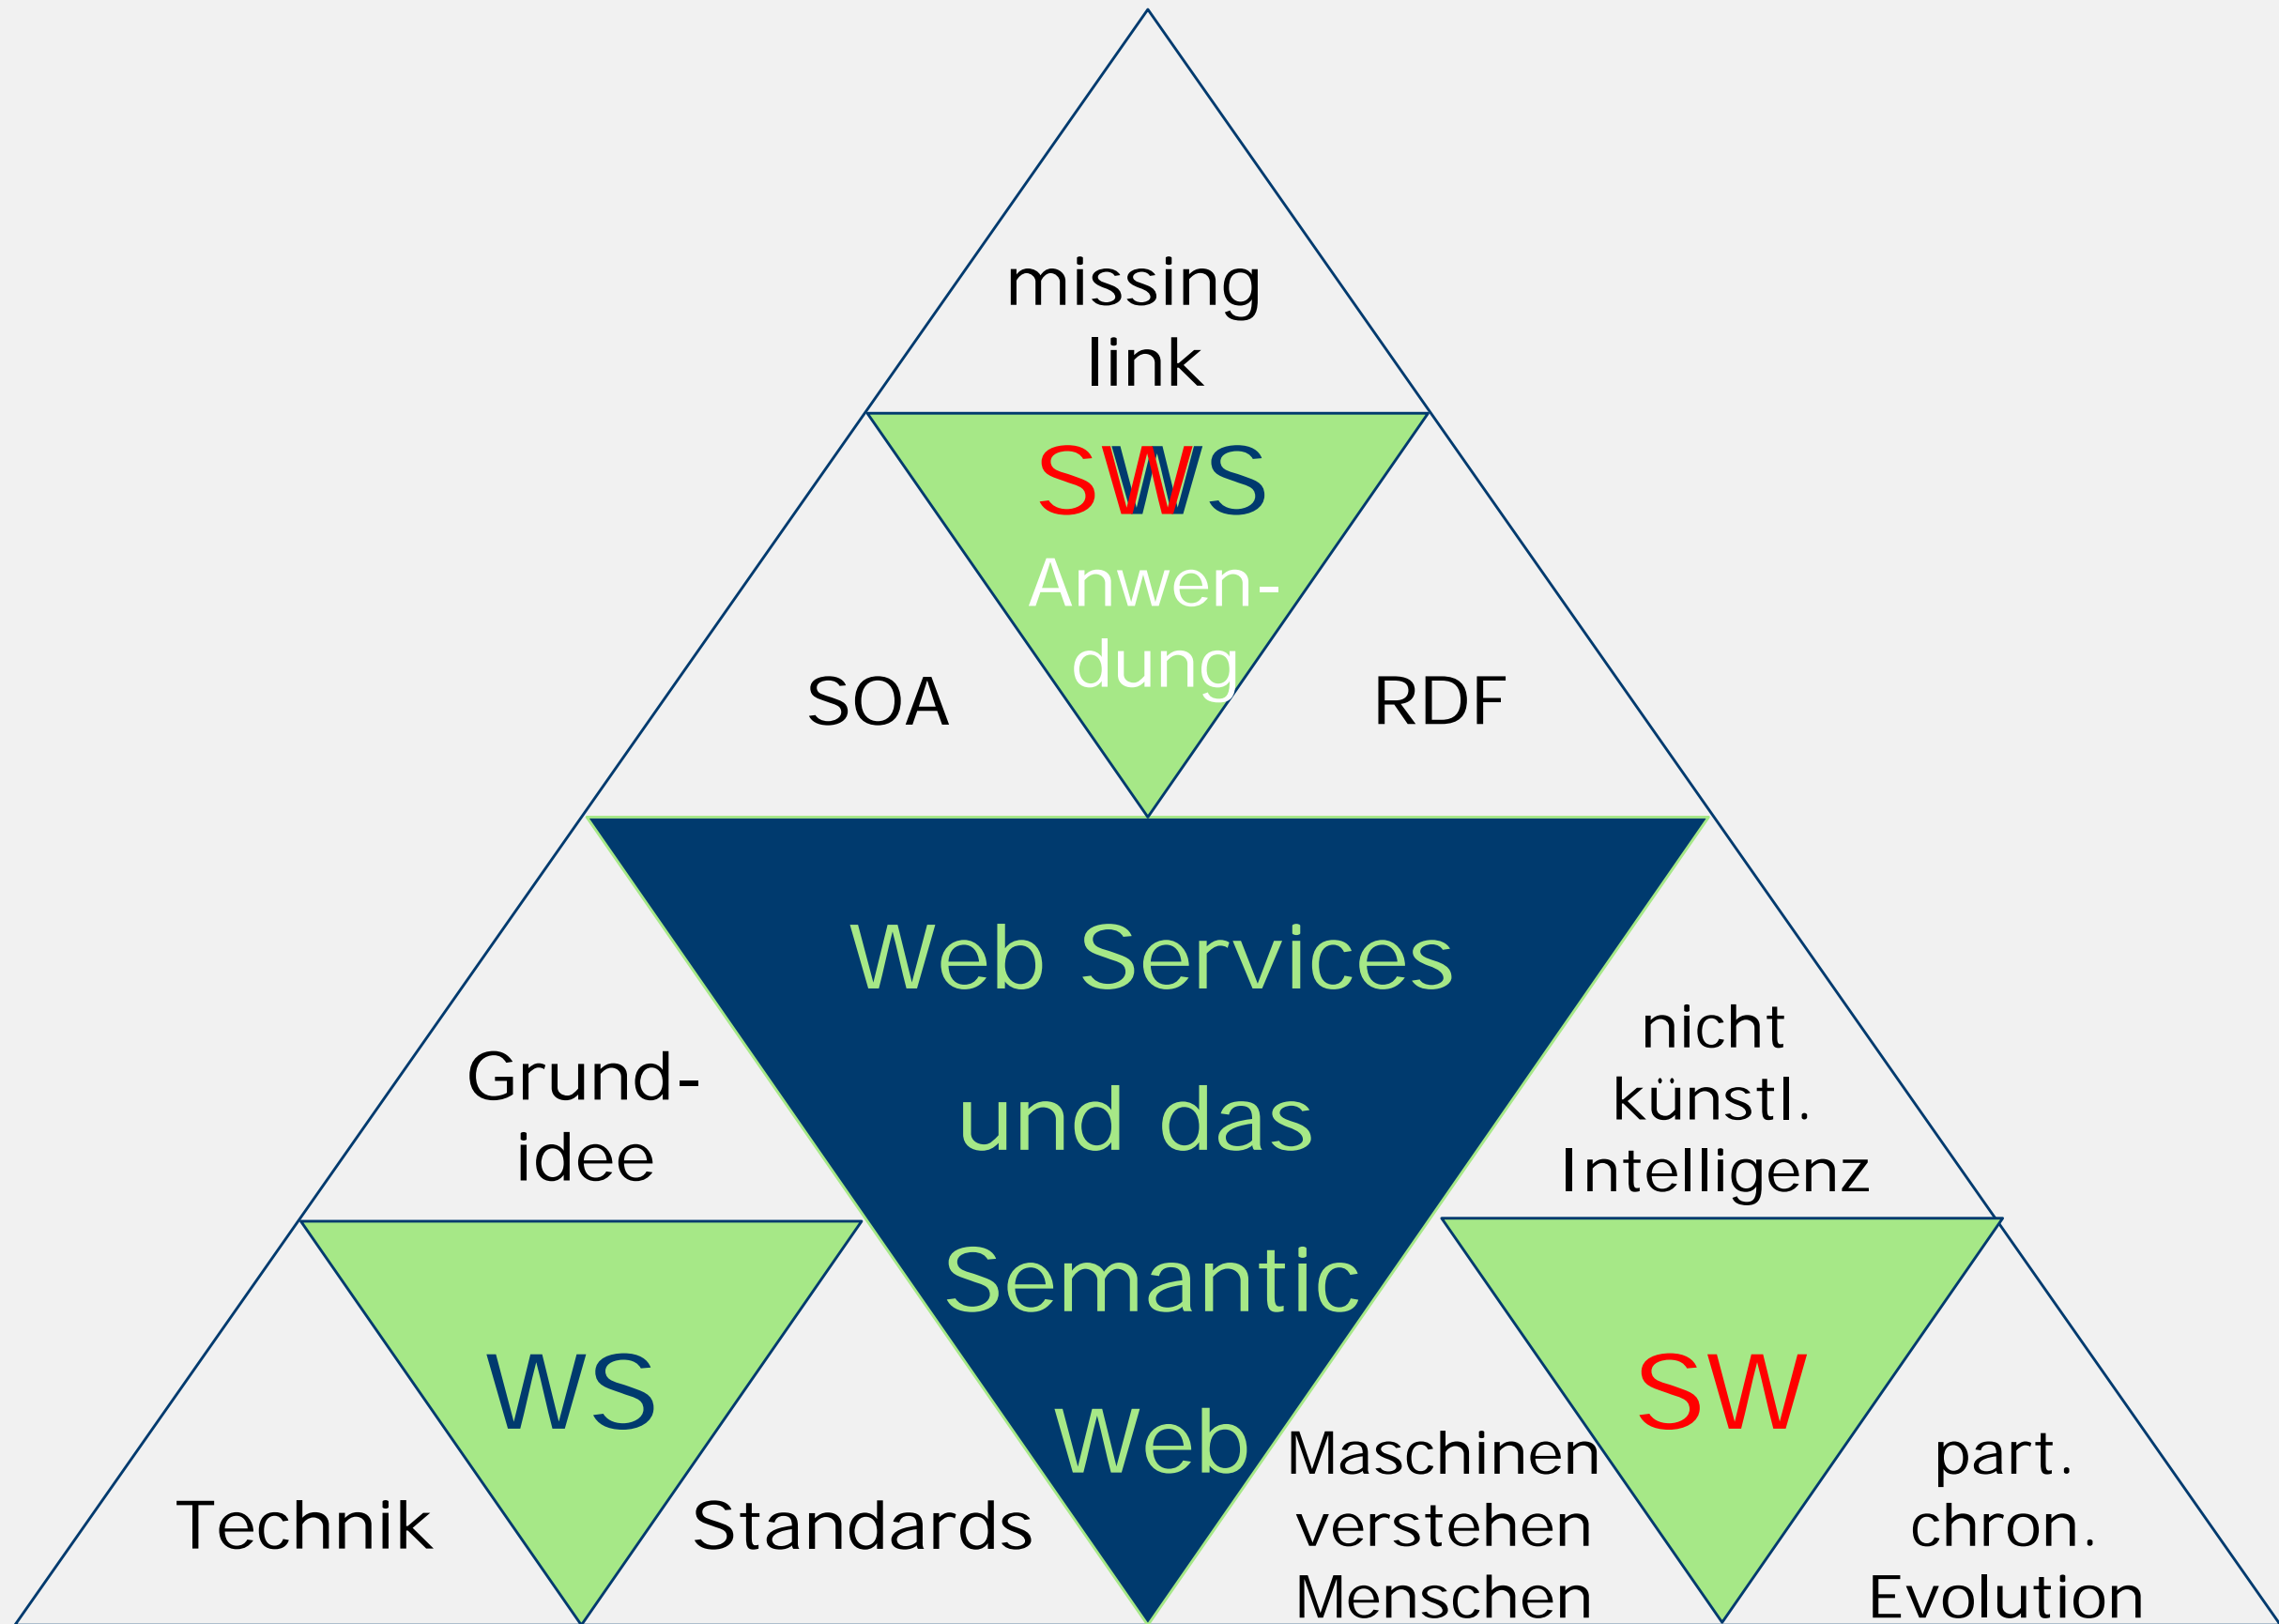 missing
link
SWS
Anwen-
dung
SOA
RDF
Web Services
und das
Semantic
Web
Grund-
idee
WS
Technik
Standards
nicht
künstl.
Intelligenz
SW
Maschinen
verstehen
Menschen
part.
chron.
Evolution